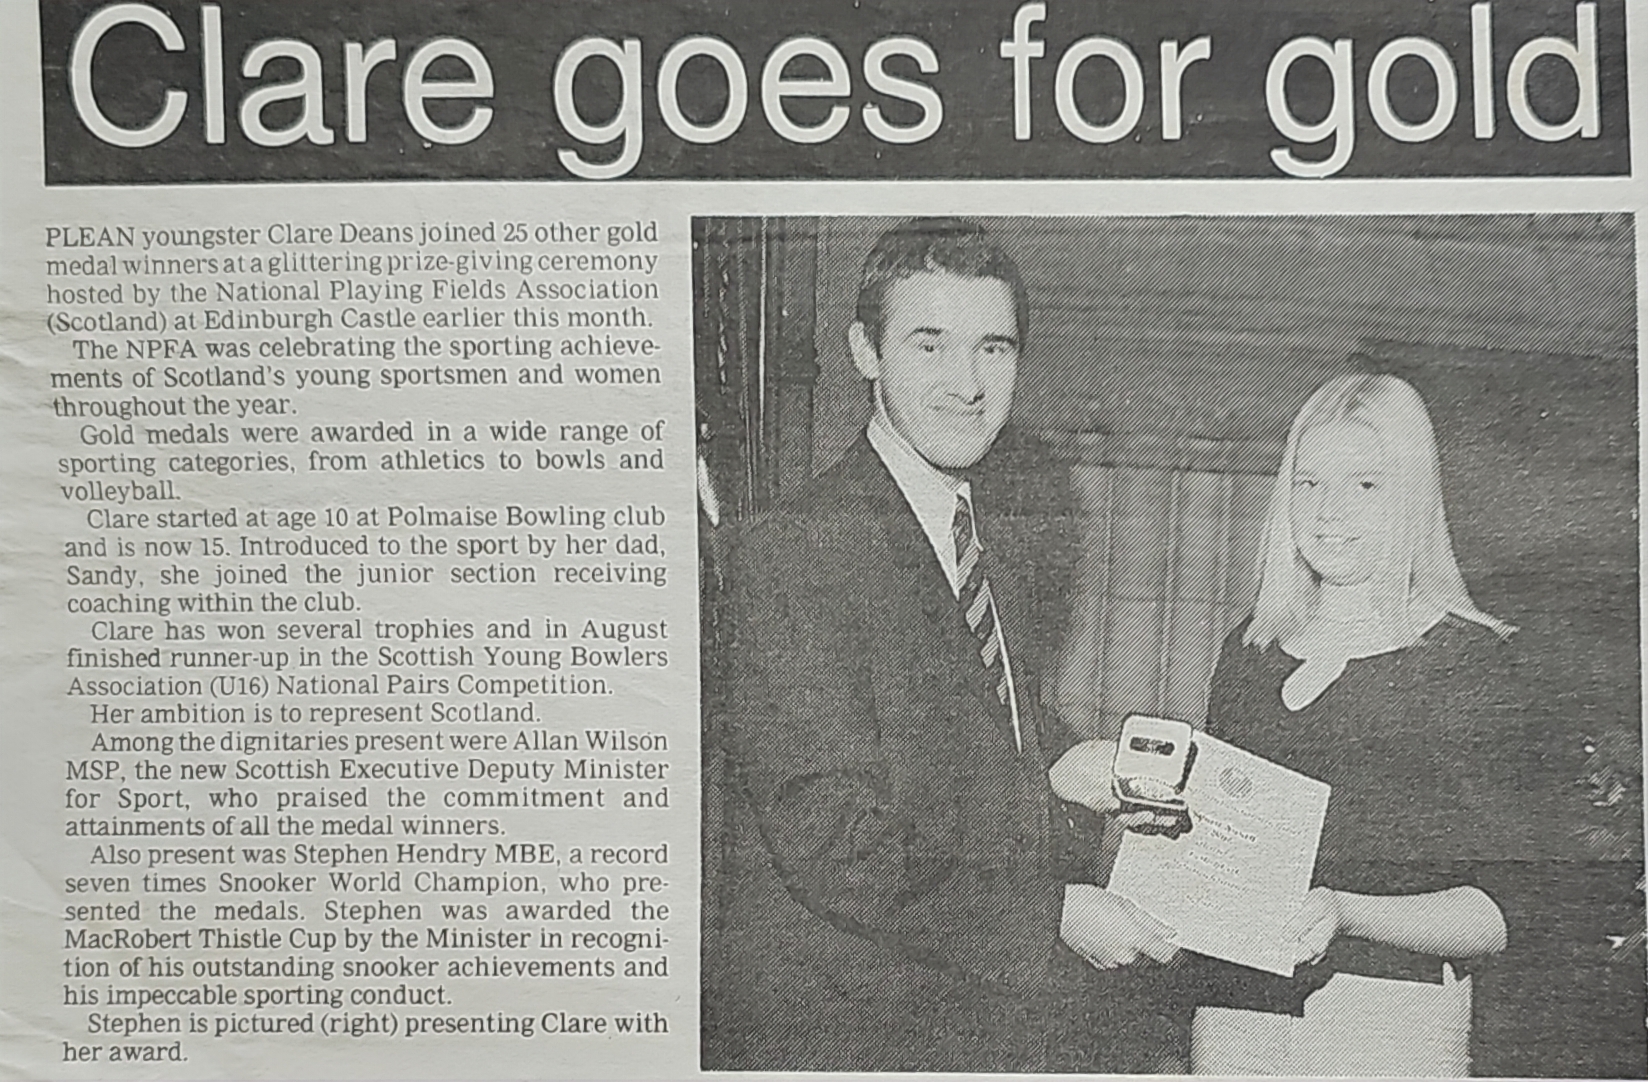 Clare goes for gold
PLEAN youngster Clare Deans joined 25 other gold
medal winners at a glittering prize-giving ceremony
hosted by the National Playing Fields Association
(Scotland) at Edinburgh Castle earlier this month.
The NPFA was celebrating the sporting achieve-
ments of Scotland's young sportsmen and women
throughout the year.
Gold medals were awarded in a wide range of
sporting categories, from athletics to bowls and
volleyball.
Clare started at age 10 at Polmaise Bowling club
and is now 15. Introduced to the sport by her dad,
Sandy, she joined the junior section receiving
coaching within the club.
Clare has won several trophies and in August
finished runner-up in the Scottish Young Bowlers
Association (U16) National Pairs Competition.
Her ambition is to represent Scotland.
Among the dignitaries present were Allan Wilson
MSP, the new Scottish Executive Deputy Minister
for Sport, who praised the commitment and
attainments of all the medal winners.
Also present was Stephen Hendry MBE, a record
seven times Snooker World Champion, who pre-
sented the medals. Stephen was awarded the
MacRobert Thistle Cup by the Minister in recogni-
tion of his outstanding snooker achievements and
his impeccable sporting conduct.
Stephen is pictured (right) presenting Clare with
her award.